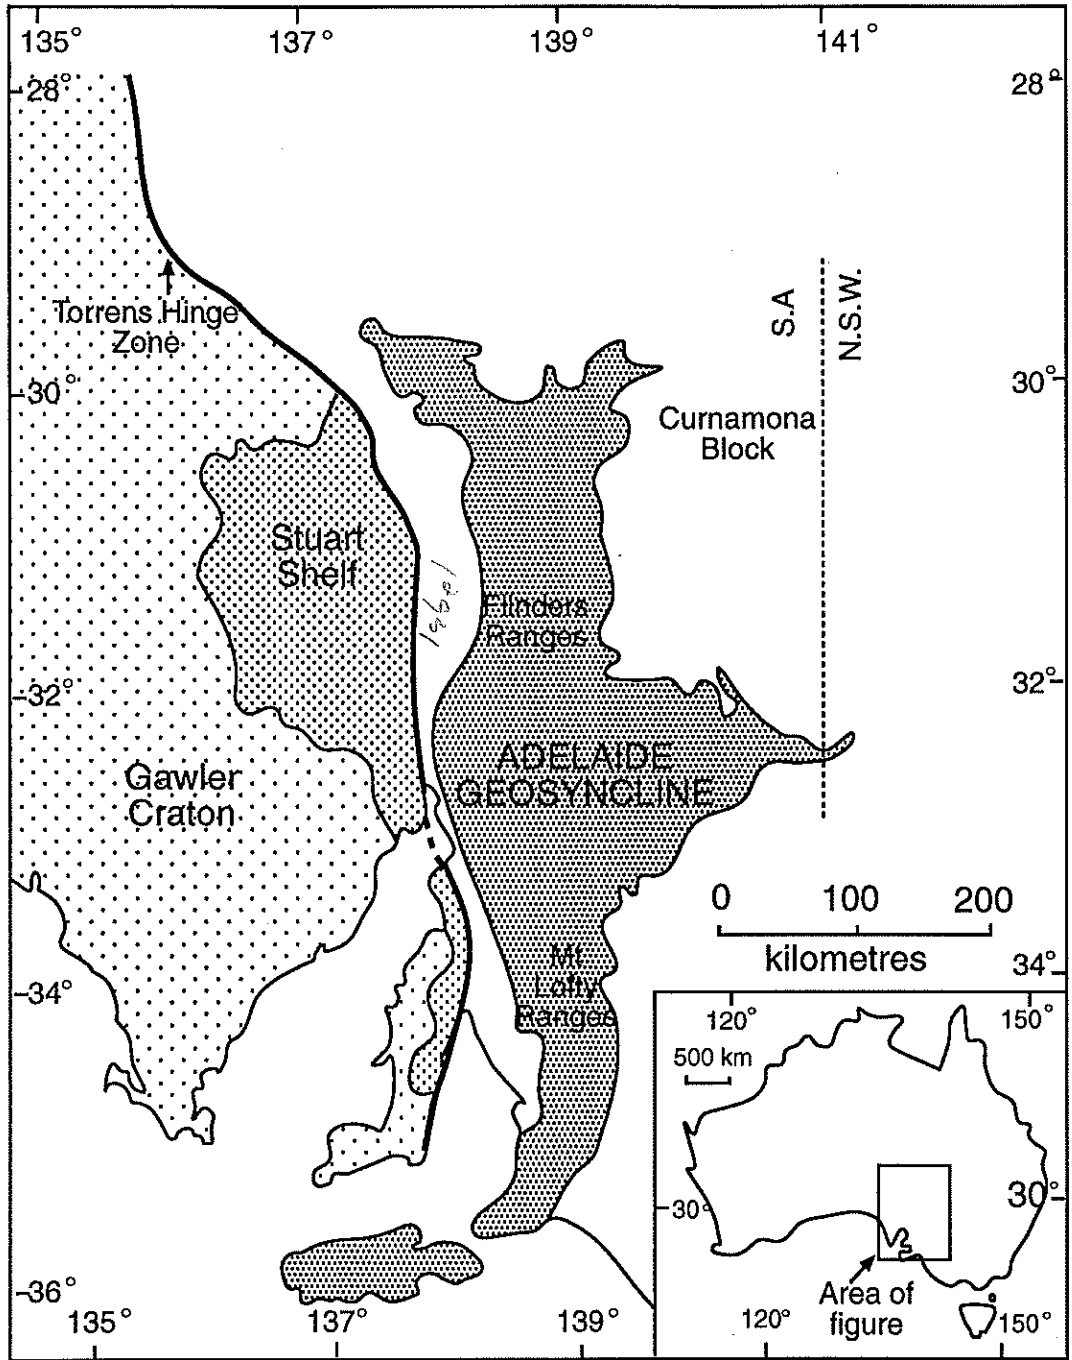 135° 137° 139° 141°
28° 28°
Torrens Hinge
Zone
S.A
N.S.W.
30° 30°
Curnamona
Block
Stuart
Shelf
Flinders
Ranges
32° 32°
ADELAIDE
GEOSYNCLINE
Gawler
Craton
0 100 200
kilometres
Mt
Lofty
Ranges
34° 34°
120° 150°
500 km
30° 30°
Area of
figure
120° 150°
36°
135° 137° 139°